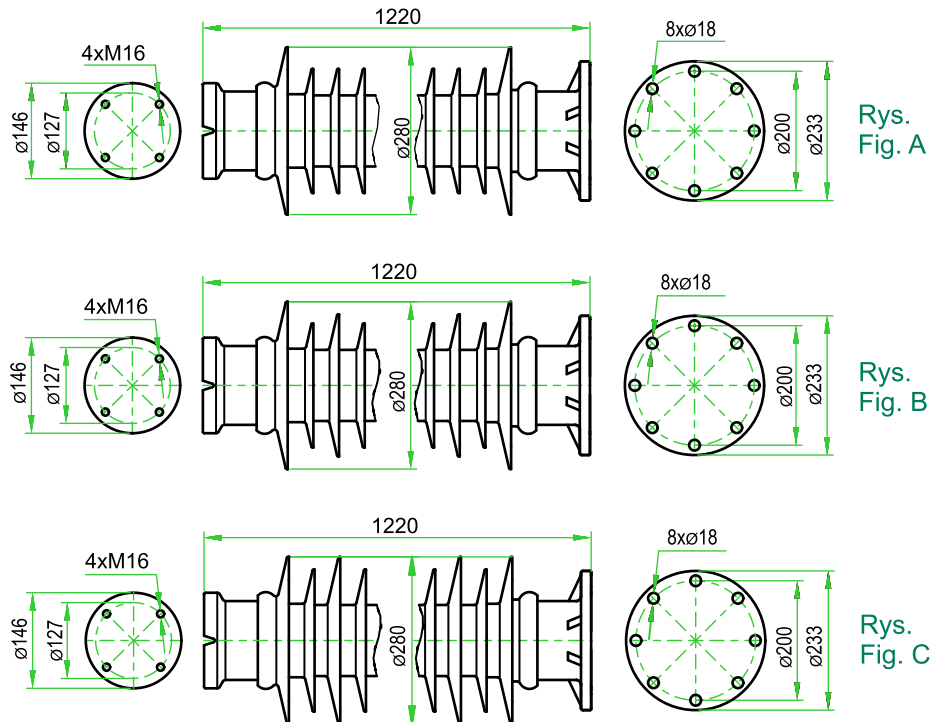 1220
4xM16
8xø18
ø146
ø127
ø280
ø200
ø233
Rys.
Fig. A
1220
4xM16
8xø18
ø146
ø127
ø280
ø200
ø233
Rys.
Fig. B
1220
4xM16
8xø18
ø146
ø127
ø280
ø200
ø233
Rys.
Fig. C